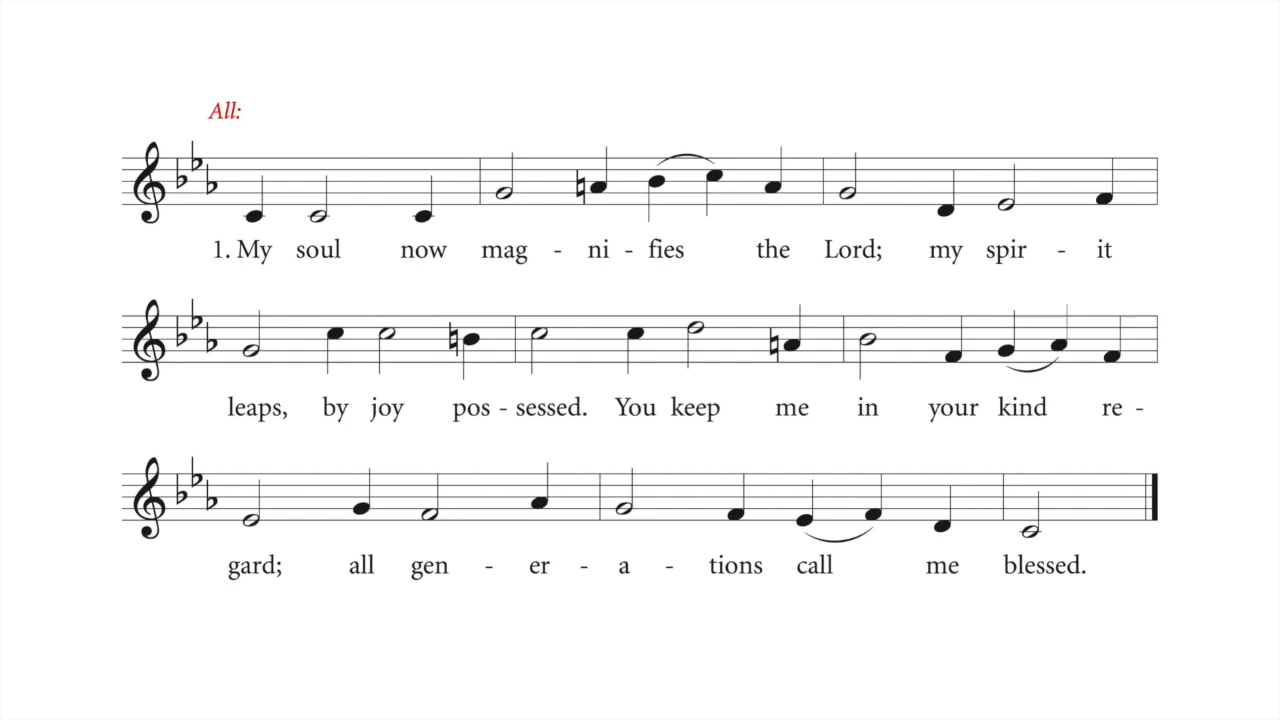 All:
1. My soul now mag - ni - fies the Lord; my spir - it
leaps, by joy pos - sessed. You keep me in your kind re -
gard; all gen - er - a - tions call me blessed.